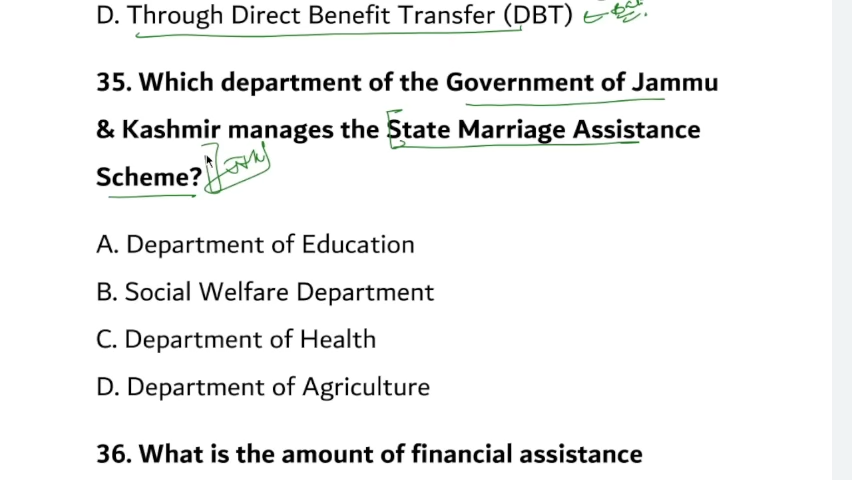 D. Through Direct Benefit Transfer (DBT)
35. Which department of the Government of Jammu
& Kashmir manages the State Marriage Assistance
Scheme?
A. Department of Education
B. Social Welfare Department
C. Department of Health
D. Department of Agriculture
36. What is the amount of financial assistance